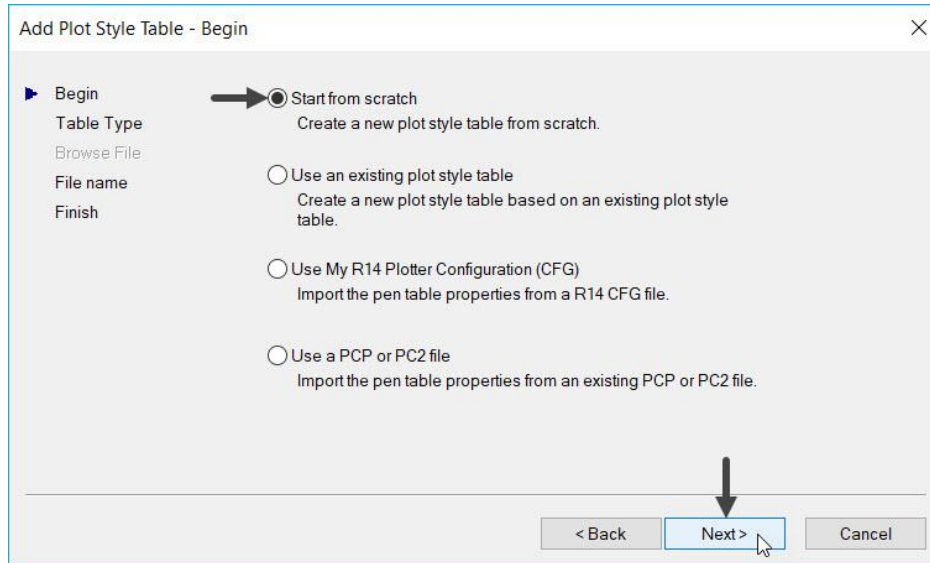 Add Plot Style Table - Begin
Begin
Table Type
Browse File
File name
Finish
Start from scratch
Create a new plot style table from scratch.
Use an existing plot style table
Create a new plot style table based on an existing plot style
table.
Use My R14 Plotter Configuration (CFG)
Import the pen table properties from a R14 CFG file.
Use a PCP or PC2 file
Import the pen table properties from an existing PCP or PC2 file.
< Back
Next >
Cancel